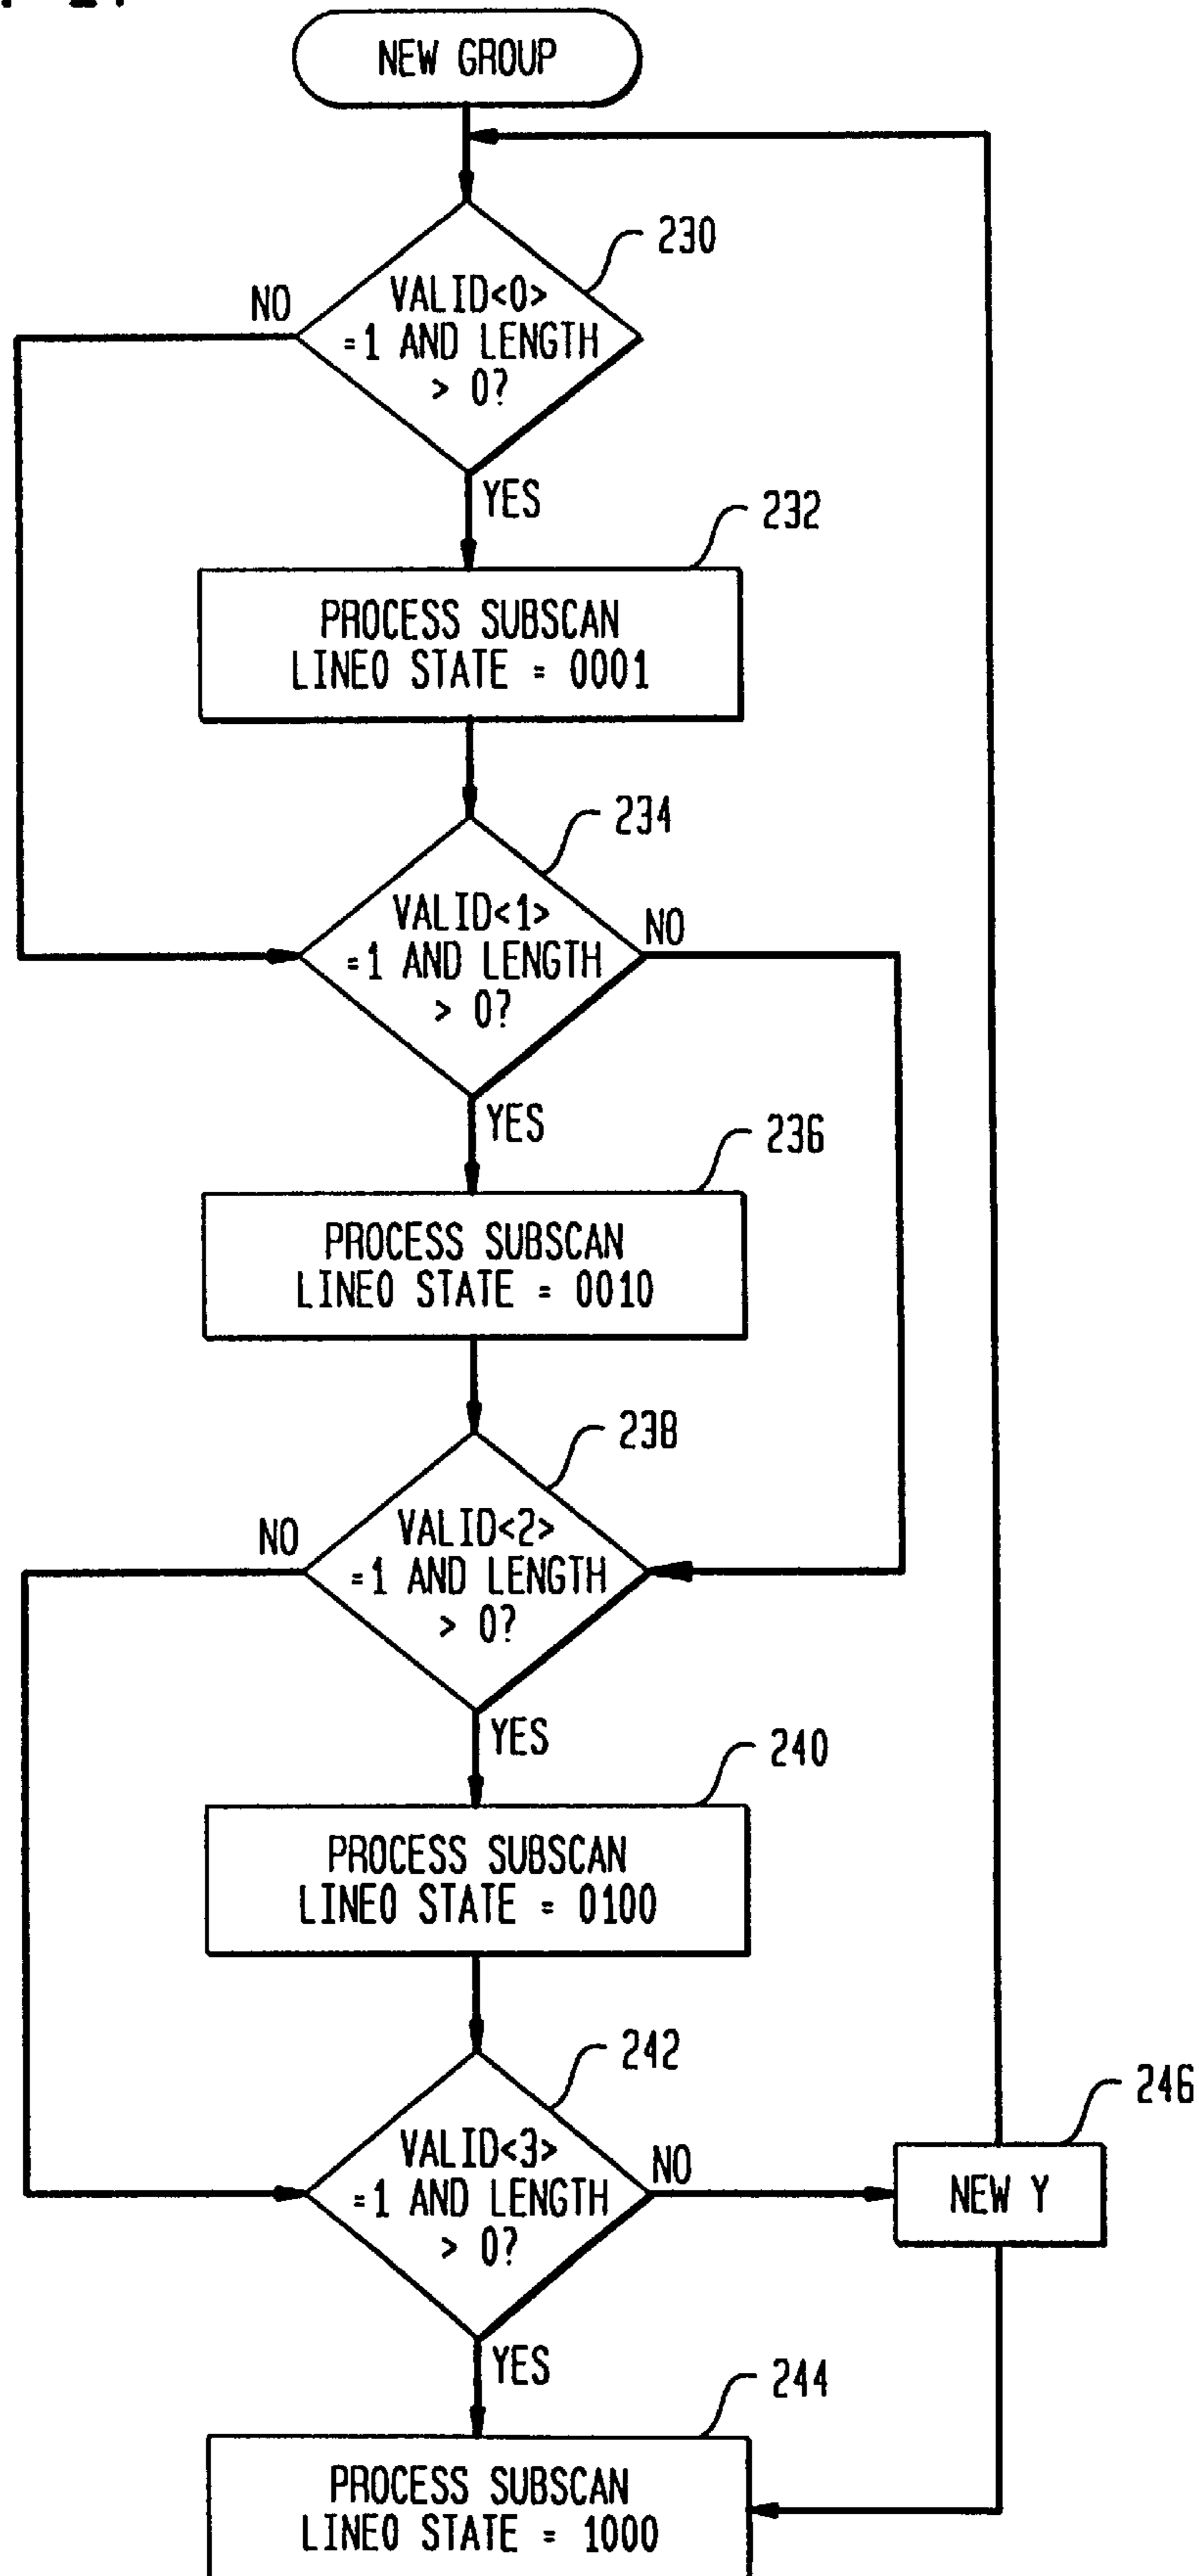 NEW GROUP
230
VALID<0>
=1 AND LENGTH
> 0?
NO
YES
232
PROCESS SUBSCAN
LINE0 STATE = 0001
234
VALID<1>
=1 AND LENGTH
> 0?
NO
YES
236
PROCESS SUBSCAN
LINE0 STATE = 0010
238
VALID<2>
=1 AND LENGTH
> 0?
NO
YES
240
PROCESS SUBSCAN
LINE0 STATE = 0100
242
VALID<3>
=1 AND LENGTH
> 0?
NO
246
NEW Y
YES
244
PROCESS SUBSCAN
LINE0 STATE = 1000